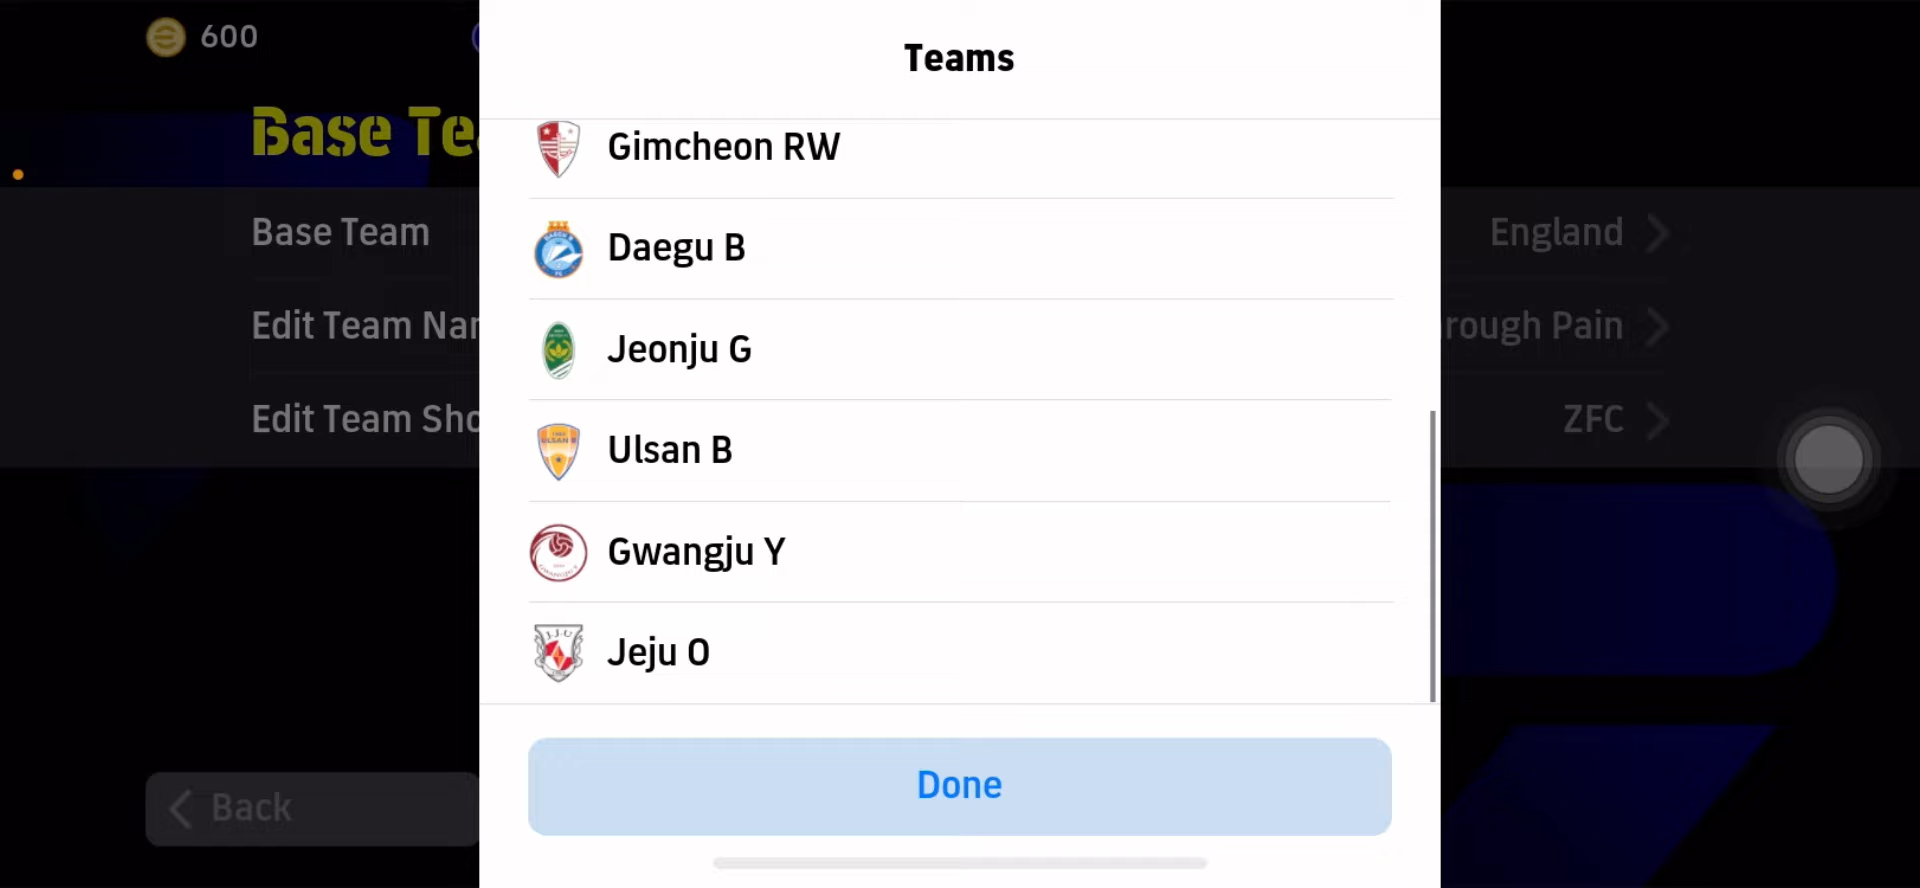 600
Teams
Base Te
Gimcheon RW
Base Team
England
Daegu B
Edit Team Nar
rough Pain
Jeonju G
Edit Team Sho
ZFC
Ulsan B
Gwangju Y
Jeju O
Done
Back